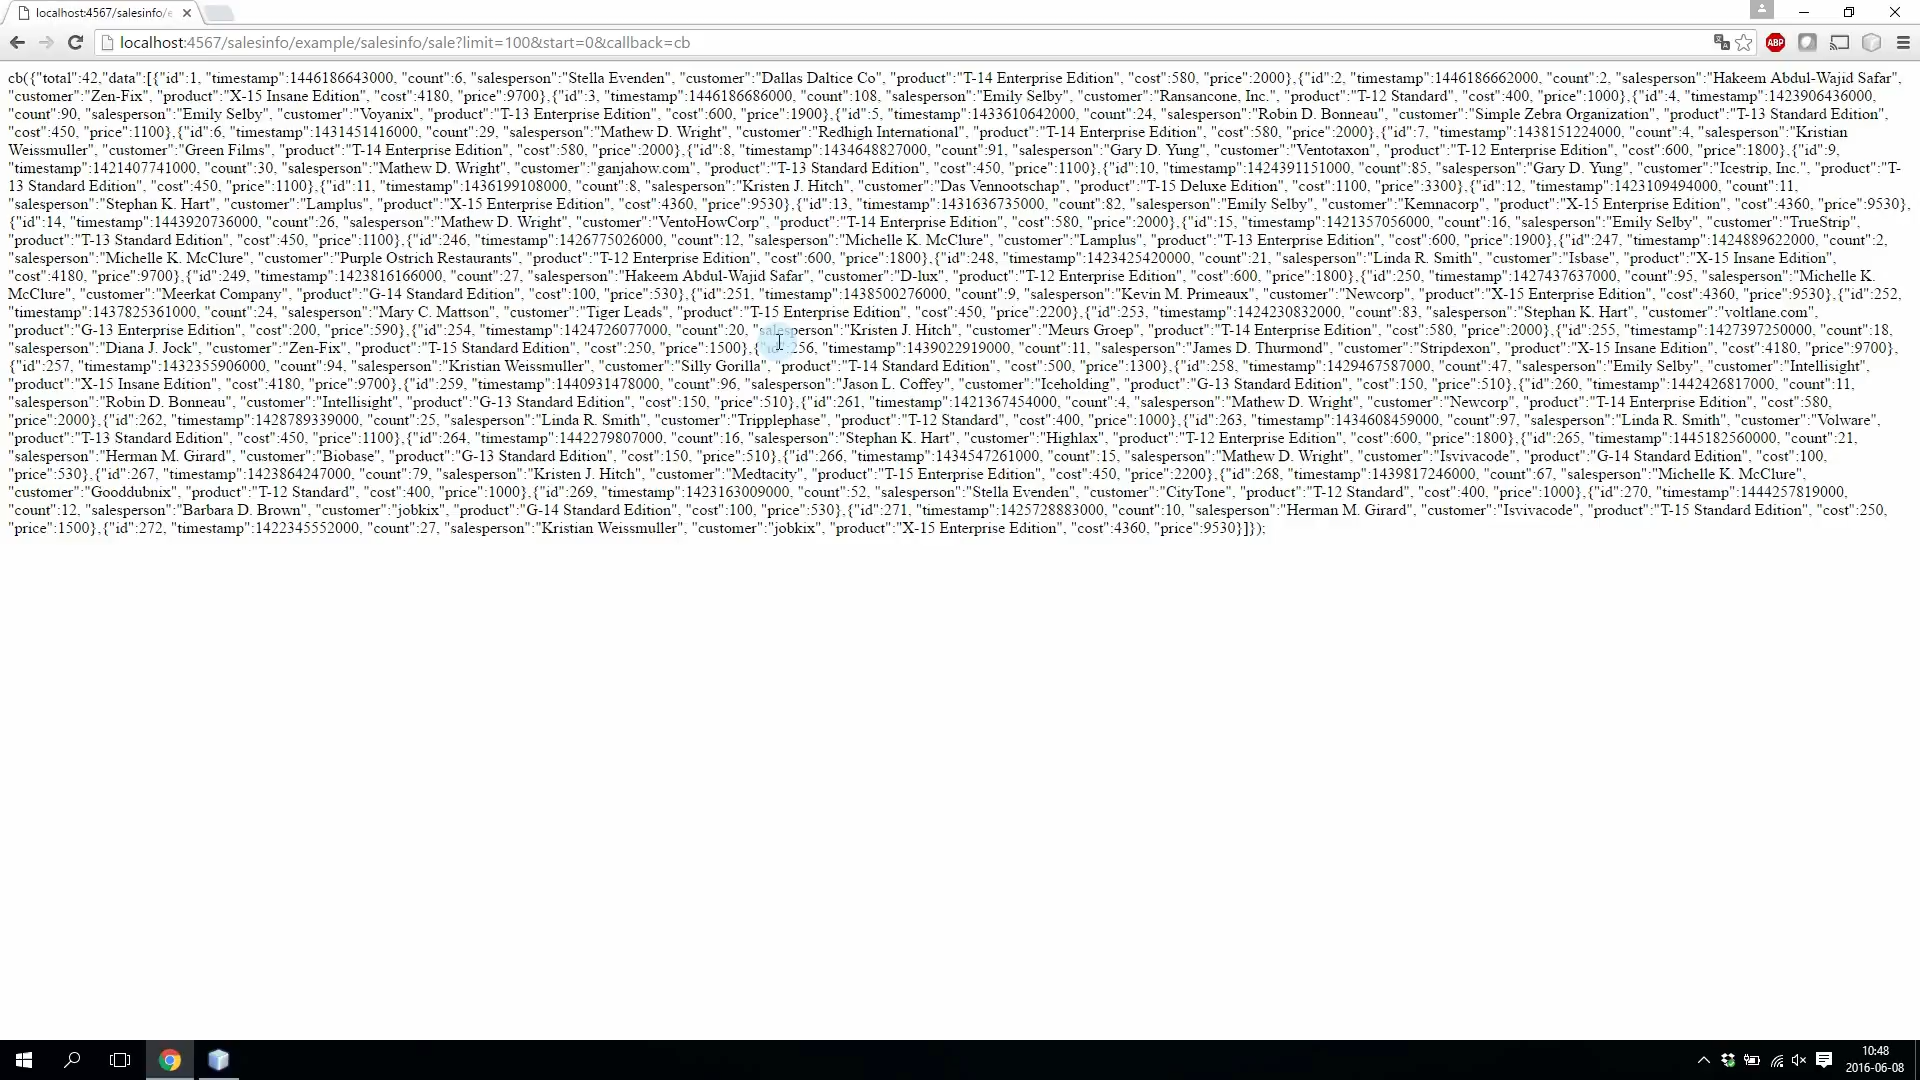 localhost:4567/salesinfo/e
localhost:4567/salesinfo/example/salesinfo/sale?limit=100&start=0&callback=cb
ABP
cb({"total":42,"data":[{"id":1, "timestamp":1446186643000, "count":6, "salesperson":"Stella Evenden", "customer":"Dallas Daltice Co", "product":"T-14 Enterprise Edition", "cost":580, "price":2000},{"id":2, "timestamp":1446186662000, "count":2, "salesperson":"Hakeem Abdul-Wajid Safar",
"customer":"Zen-Fix", "product":"X-15 Insane Edition", "cost":4180, "price":9700},{"id":3, "timestamp":1446186686000, "count":108, "salesperson":"Emily Selby", "customer":"Ransancone, Inc.", "product":"T-12 Standard", "cost":400, "price":1000},{"id":4, "timestamp":1423906436000,
"count":90, "salesperson":"Emily Selby", "customer":"Voyanix", "product":"T-13 Enterprise Edition", "cost":600, "price":1900},{"id":5, "timestamp":1433610642000, "count":24, "salesperson":"Robin D. Bonneau", "customer":"Simple Zebra Organization", "product":"T-13 Standard Edition",
"cost":450, "price":1100},{"id":6, "timestamp":1431451416000, "count":29, "salesperson":"Mathew D. Wright", "customer":"Redhigh International", "product":"T-14 Enterprise Edition", "cost":580, "price":2000},{"id":7, "timestamp":1438151224000, "count":4, "salesperson":"Kristian
Weissmuller", "customer":"Green Films", "product":"T-14 Enterprise Edition", "cost":580, "price":2000},{"id":8, "timestamp":1434648827000, "count":91, "salesperson":"Gary D. Yung", "customer":"Ventotaxon", "product":"T-12 Enterprise Edition", "cost":600, "price":1800},{"id":9,
"timestamp":1421407741000, "count":30, "salesperson":"Mathew D. Wright", "customer":"ganjahow.com", "product":"T-13 Standard Edition", "cost":450, "price":1100},{"id":10, "timestamp":1424391151000, "count":85, "salesperson":"Gary D. Yung", "customer":"Icestrip, Inc.", "product":"T-
13 Standard Edition", "cost":450, "price":1100},{"id":11, "timestamp":1436199108000, "count":8, "salesperson":"Kristen J. Hitch", "customer":"Das Vennootschap", "product":"T-15 Deluxe Edition", "cost":1100, "price":3300},{"id":12, "timestamp":1423109494000, "count":11,
"salesperson":"Stephan K. Hart", "customer":"Lamplus", "product":"X-15 Enterprise Edition", "cost":4360, "price":9530},{"id":13, "timestamp":1431636735000, "count":82, "salesperson":"Emily Selby", "customer":"Kemnacorp", "product":"X-15 Enterprise Edition", "cost":4360, "price":9530},
{"id":14, "timestamp":1443920736000, "count":26, "salesperson":"Mathew D. Wright", "customer":"VentoHowCorp", "product":"T-14 Enterprise Edition", "cost":580, "price":2000},{"id":15, "timestamp":1421357056000, "count":16, "salesperson":"Emily Selby", "customer":"TrueStrip",
"product":"T-13 Standard Edition", "cost":450, "price":1100},{"id":246, "timestamp":1426775026000, "count":12, "salesperson":"Michelle K. McClure", "customer":"Lamplus", "product":"T-13 Enterprise Edition", "cost":600, "price":1900},{"id":247, "timestamp":1424889622000, "count":2,
"salesperson":"Michelle K. McClure", "customer":"Purple Ostrich Restaurants", "product":"T-12 Enterprise Edition", "cost":600, "price":1800},{"id":248, "timestamp":1423425420000, "count":21, "salesperson":"Linda R. Smith", "customer":"Isbase", "product":"X-15 Insane Edition",
"cost":4180, "price":9700},{"id":249, "timestamp":1423816166000, "count":27, "salesperson":"Hakeem Abdul-Wajid Safar", "customer":"D-lux", "product":"T-12 Enterprise Edition", "cost":600, "price":1800},{"id":250, "timestamp":1427437637000, "count":95, "salesperson":"Michelle K.
McClure", "customer":"Meerkat Company", "product":"G-14 Standard Edition", "cost":100, "price":530},{"id":251, "timestamp":1438500276000, "count":9, "salesperson":"Kevin M. Primeaux", "customer":"Newcorp", "product":"X-15 Enterprise Edition", "cost":4360, "price":9530},{"id":252,
"timestamp":1437825361000, "count":24, "salesperson":"Mary C. Mattson", "customer":"Tiger Leads", "product":"T-15 Enterprise Edition", "cost":450, "price":2200},{"id":253, "timestamp":1424230832000, "count":83, "salesperson":"Stephan K. Hart", "customer":"voltlane.com",
"product":"G-13 Enterprise Edition", "cost":200, "price":590},{"id":254, "timestamp":1424726077000, "count":20, "salesperson":"Kristen J. Hitch", "customer":"Meurs Groep", "product":"T-14 Enterprise Edition", "cost":580, "price":2000},{"id":255, "timestamp":1427397250000, "count":18,
"salesperson":"Diana J. Jock", "customer":"Zen-Fix", "product":"T-15 Standard Edition", "cost":250, "price":1500},{"id":256, "timestamp":1439022919000, "count":11, "salesperson":"James D. Thurmond", "customer":"Stripdexon", "product":"X-15 Insane Edition", "cost":4180, "price":9700},
{"id":257, "timestamp":1432355906000, "count":94, "salesperson":"Kristian Weissmuller", "customer":"Silly Gorilla", "product":"T-14 Standard Edition", "cost":500, "price":1300},{"id":258, "timestamp":1429467587000, "count":47, "salesperson":"Emily Selby", "customer":"Intellisight",
"product":"X-15 Insane Edition", "cost":4180, "price":9700},{"id":259, "timestamp":1440931478000, "count":96, "salesperson":"Jason L. Coffey", "customer":"Iceholding", "product":"G-13 Standard Edition", "cost":150, "price":510},{"id":260, "timestamp":1442426817000, "count":11,
"salesperson":"Robin D. Bonneau", "customer":"Intellisight", "product":"G-13 Standard Edition", "cost":150, "price":510},{"id":261, "timestamp":1421367454000, "count":4, "salesperson":"Mathew D. Wright", "customer":"Newcorp", "product":"T-14 Enterprise Edition", "cost":580,
"price":2000},{"id":262, "timestamp":1428789339000, "count":25, "salesperson":"Linda R. Smith", "customer":"Tripplephase", "product":"T-12 Standard", "cost":400, "price":1000},{"id":263, "timestamp":1434608459000, "count":97, "salesperson":"Linda R. Smith", "customer":"Volware",
"product":"T-13 Standard Edition", "cost":450, "price":1100},{"id":264, "timestamp":1442279807000, "count":16, "salesperson":"Stephan K. Hart", "customer":"Highlax", "product":"T-12 Enterprise Edition", "cost":600, "price":1800},{"id":265, "timestamp":1445182560000, "count":21,
"salesperson":"Herman M. Girard", "customer":"Biobase", "product":"G-13 Standard Edition", "cost":150, "price":510},{"id":266, "timestamp":1434547261000, "count":15, "salesperson":"Mathew D. Wright", "customer":"Isvivacode", "product":"G-14 Standard Edition", "cost":100,
"price":530},{"id":267, "timestamp":1423864247000, "count":79, "salesperson":"Kristen J. Hitch", "customer":"Medtacity", "product":"T-15 Enterprise Edition", "cost":450, "price":2200},{"id":268, "timestamp":1439817246000, "count":67, "salesperson":"Michelle K. McClure",
"customer":"Gooddubnix", "product":"T-12 Standard", "cost":400, "price":1000},{"id":269, "timestamp":1423163009000, "count":52, "salesperson":"Stella Evenden", "customer":"CityTone", "product":"T-12 Standard", "cost":400, "price":1000},{"id":270, "timestamp":1444257819000,
"count":12, "salesperson":"Barbara D. Brown", "customer":"jobkix", "product":"G-14 Standard Edition", "cost":100, "price":530},{"id":271, "timestamp":1425728883000, "count":10, "salesperson":"Herman M. Girard", "customer":"Isvivacode", "product":"T-15 Standard Edition", "cost":250,
"price":1500},{"id":272, "timestamp":1422345552000, "count":27, "salesperson":"Kristian Weissmuller", "customer":"jobkix", "product":"X-15 Enterprise Edition", "cost":4360, "price":9530}]});
10:48
2016-06-08